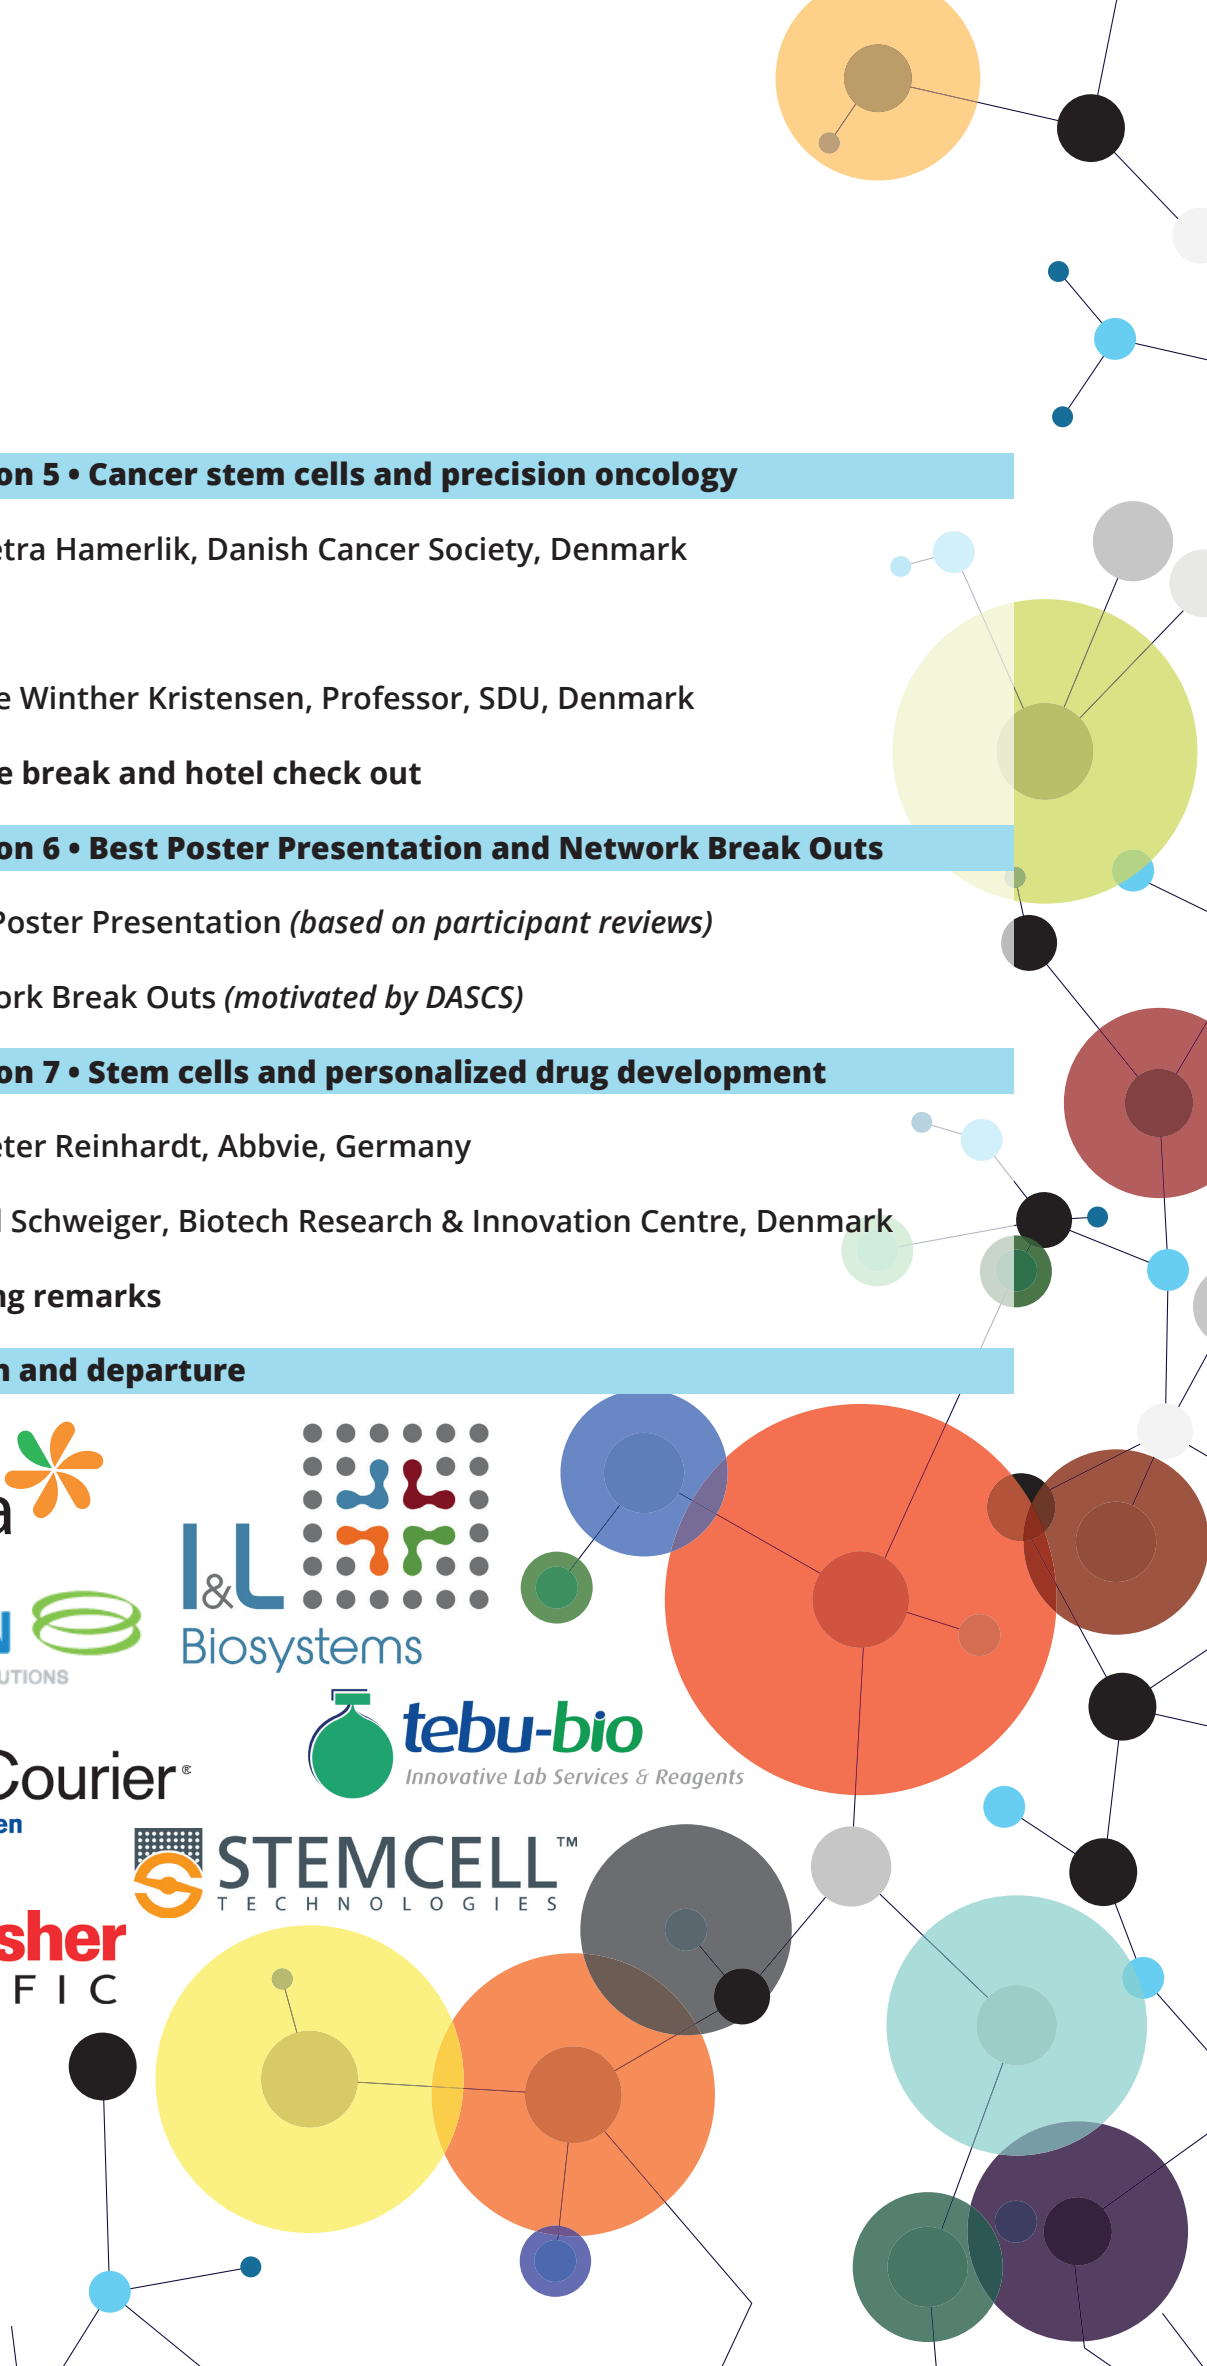 on 5 • Cancer stem cells and precision oncology
etra Hamerlik, Danish Cancer Society, Denmark
e Winther Kristensen, Professor, SDU, Denmark
e break and hotel check out
on 6 • Best Poster Presentation and Network Break Outs
Poster Presentation (based on participant reviews)
ork Break Outs (motivated by DASCS)
on 7 • Stem cells and personalized drug development
eter Reinhardt, Abbvie, Germany
l Schweiger, Biotech Research & Innovation Centre, Denmark
ng remarks
n and departure
a
I&L
Biosystems
UTIONS
tebu-bio
Innovative Lab Services & Reagents
Courier®
en
STEMCELL™
TECHNOLOGIES
sher
FIC